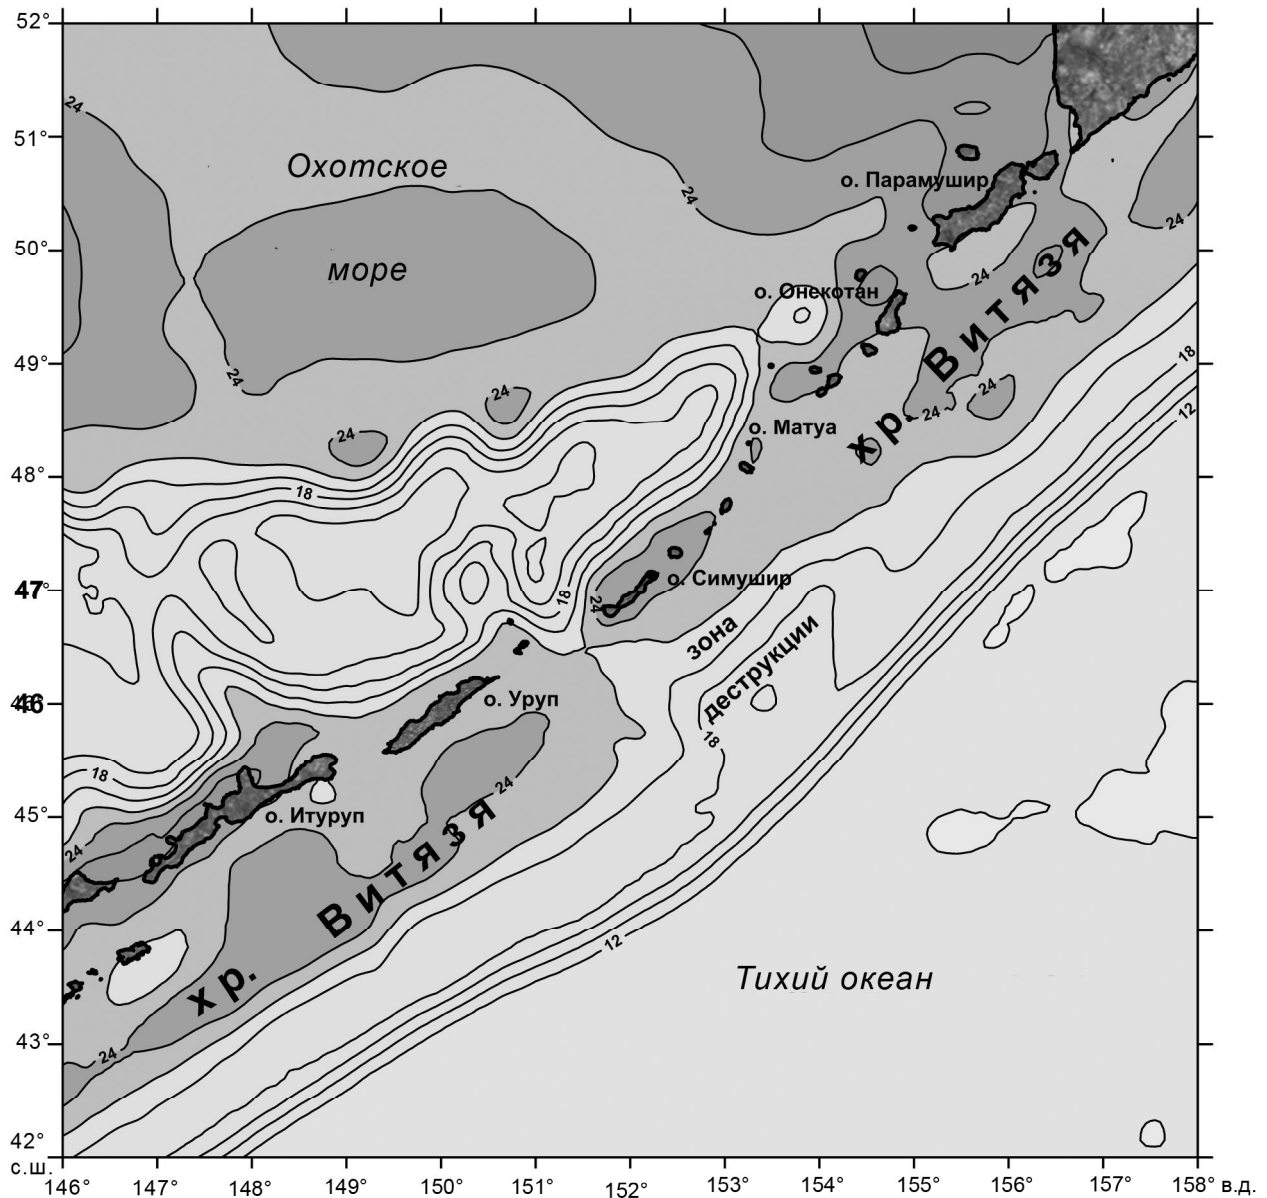 52°
51°
50°
49°
48°
47°
46°
45°
44°
43°
42°
с.ш.
146°
147°
148°
149°
150°
151°
152°
153°
154°
155°
156°
157°
158° в.д.
Охотское
море
Тихий океан
о. Парамушир
о. Онекотан
о. Матуа
о. Симушир
о. Уруп
о. Итуруп
хр. Витязя
хр. Витязя
зона
деструкции
24
24
24
24
24
24
24
24
24
24
24
24
24
24
18
18
18
18
18
12
12